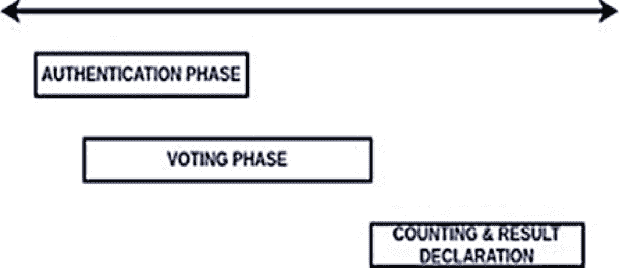 AUTHENTICATION PHASE
VOTING PHASE
COUNTING & RESULT
DECLARATION